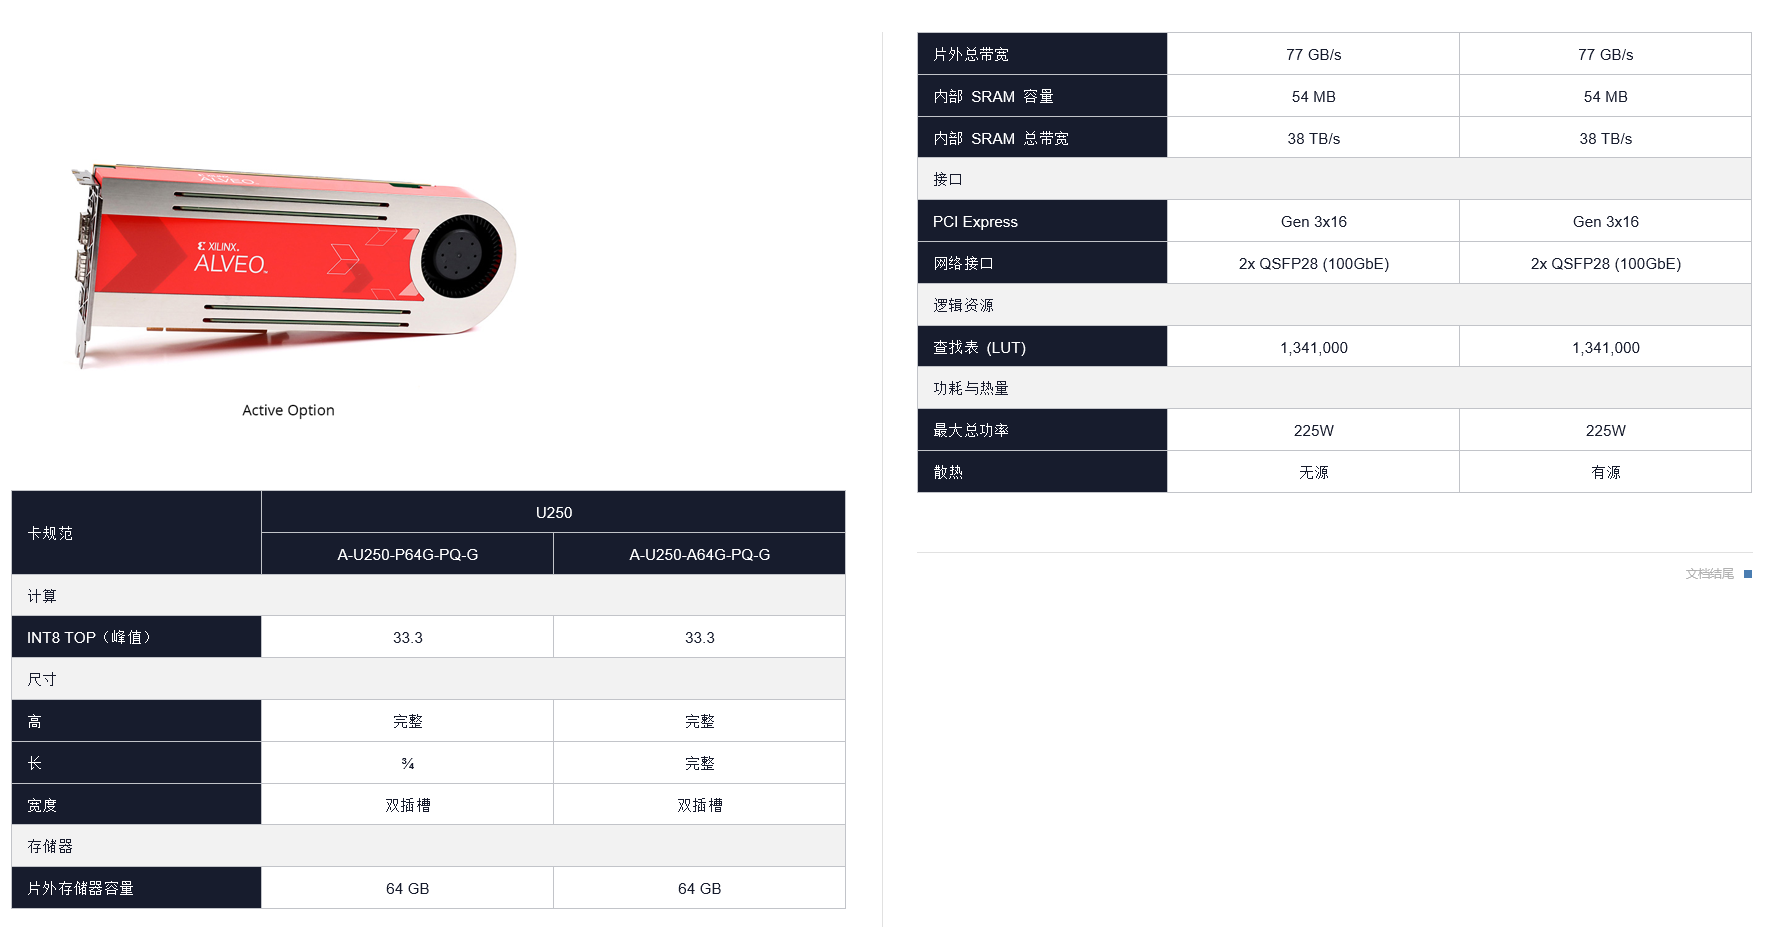 XILINX
ALVEO
XILINX.
ALVEO™
Active Option
卡规范
U250
A-U250-P64G-PQ-G A-U250-A64G-PQ-G
计算
INT8 TOP（峰值） 33.3 33.3
尺寸
高 完整 完整
长 ¾ 完整
宽度 双插槽 双插槽
存储器
片外存储器容量 64 GB 64 GB
片外总带宽 77 GB/s 77 GB/s
内部 SRAM 容量 54 MB 54 MB
内部 SRAM 总带宽 38 TB/s 38 TB/s
接口
PCI Express Gen 3x16 Gen 3x16
网络接口 2x QSFP28 (100GbE) 2x QSFP28 (100GbE)
逻辑资源
查找表 (LUT) 1,341,000 1,341,000
功耗与热量
最大总功率 225W 225W
散热 无源 有源
文档结尾